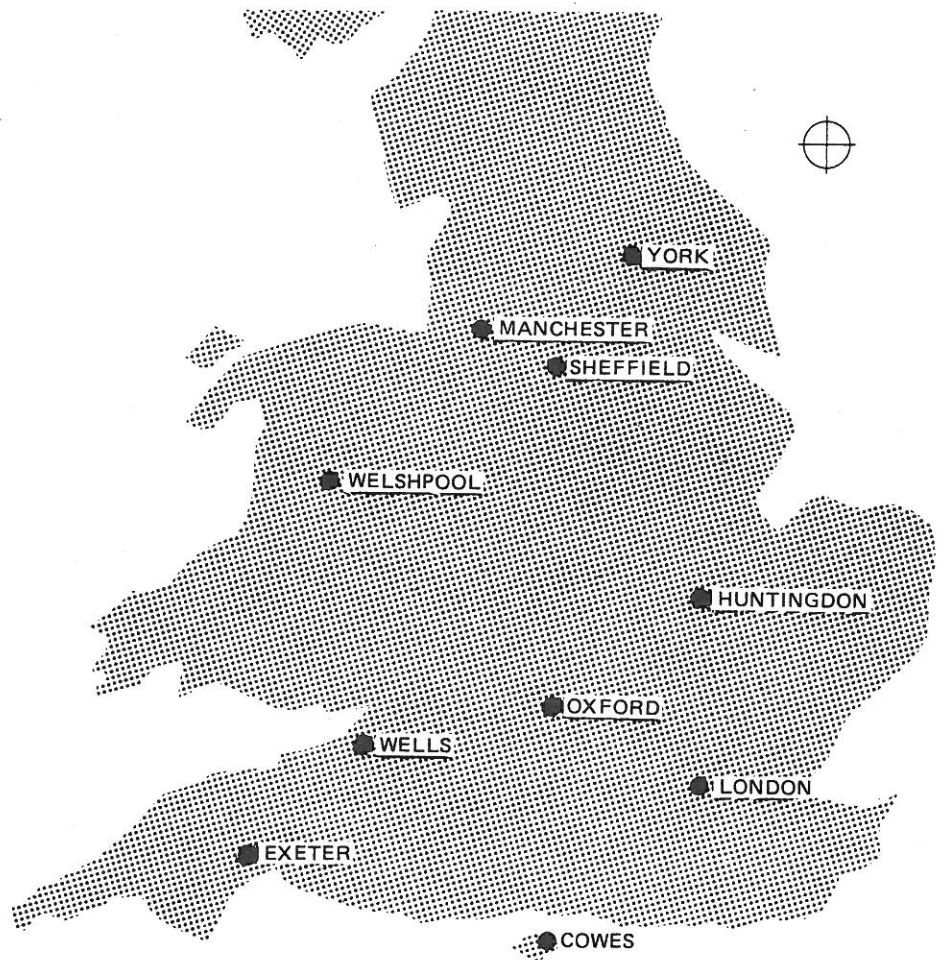 YORK
MANCHESTER
SHEFFIELD
WELSHPOOL
HUNTINGDON
OXFORD
WELLS
LONDON
EXETER
COWES